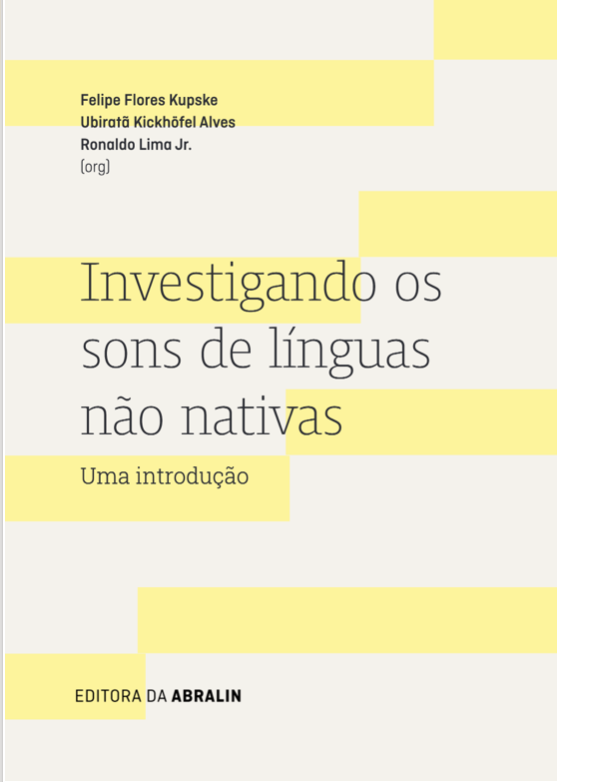 Felipe Flores Kupske
Ubiratã Kickhöfel Alves
Ronaldo Lima Jr.
(org)
Investigando os
sons de línguas
não nativas
Uma introdução
EDITORA DA ABRALIN